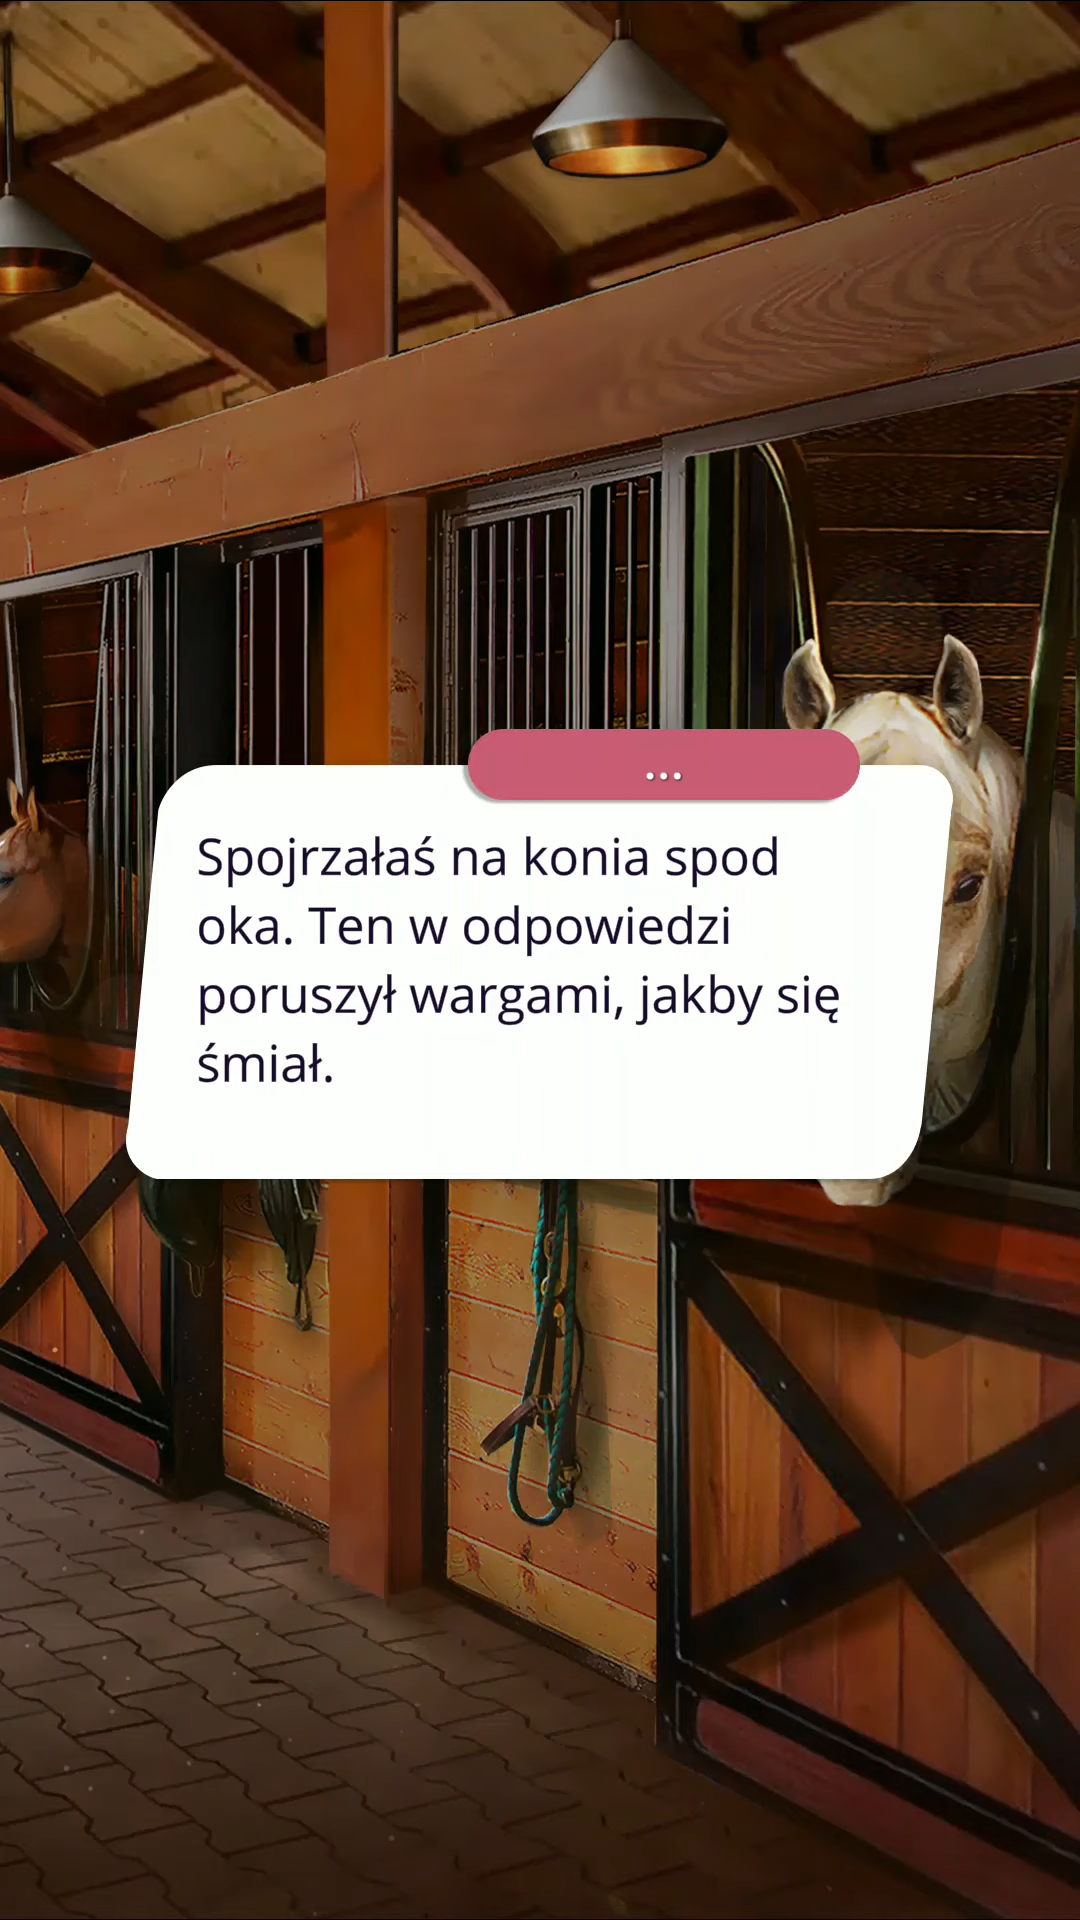 ...
Spojrzałaś na konia spod
oka. Ten w odpowiedzi
poruszył wargami, jakby się
śmiał.